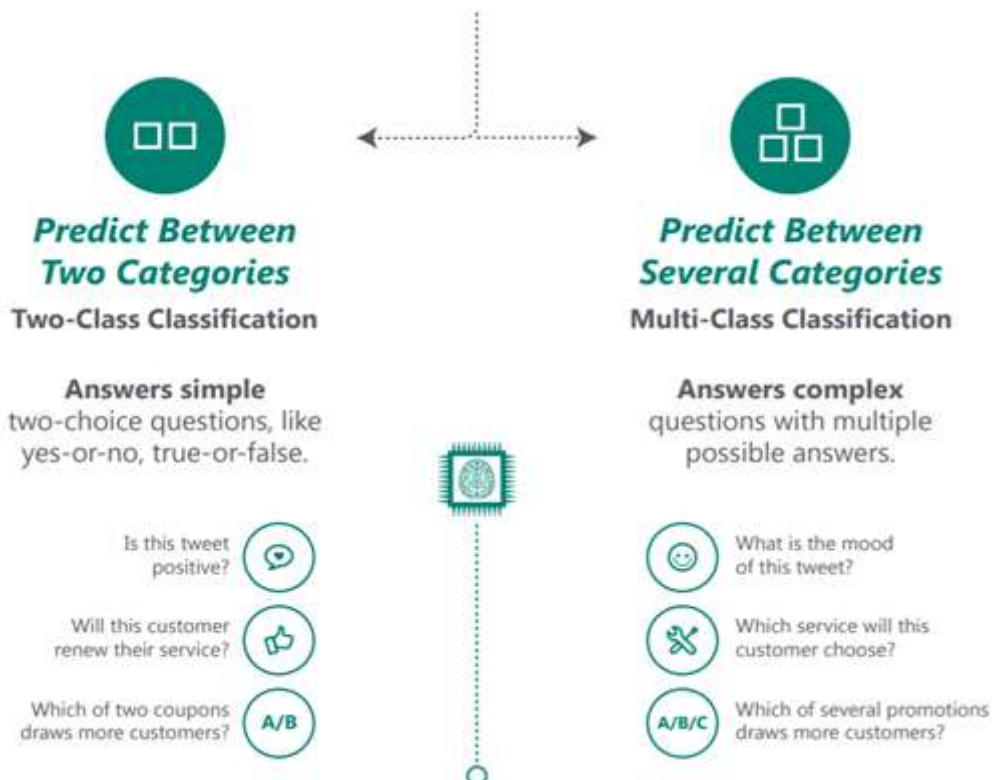 Predict Between
Two Categories
Two-Class Classification
Answers simple
two-choice questions, like
yes-or-no, true-or-false.
Is this tweet
positive?
Will this customer
renew their service?
Which of two coupons
draws more customers?
A/B
Predict Between
Several Categories
Multi-Class Classification
Answers complex
questions with multiple
possible answers.
What is the mood
of this tweet?
Which service will this
customer choose?
A/B/C
Which of several promotions
draws more customers?